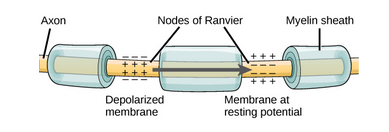 Axon
Nodes of Ranvier
Myelin sheath
– – – –
+ + + +
+ + + +
– – – –
+ + + +
– – – –
– – – –
+ + + +
Depolarized
membrane
Membrane at
resting potential